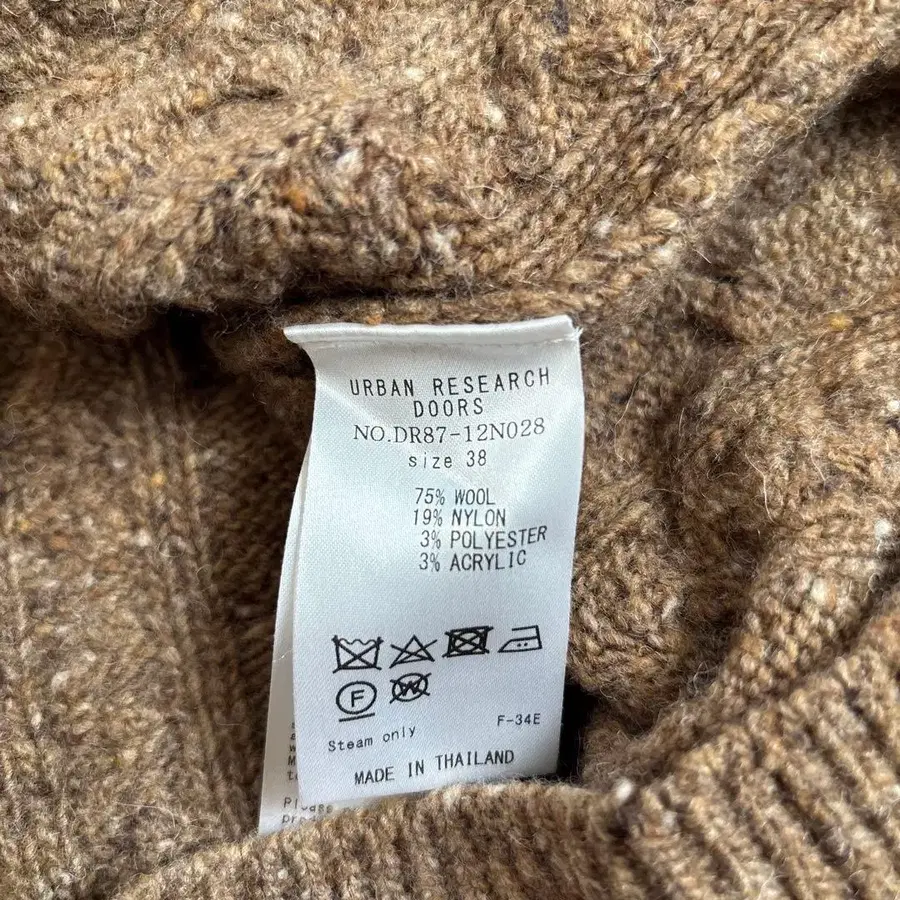 URBAN RESEARCH
DOORS
NO.DR87-12N028
size 38
75% WOOL
19% NYLON
3% POLYESTER
3% ACRYLIC
F
W
Steam only
F-34E
MADE IN THAILAND
Please